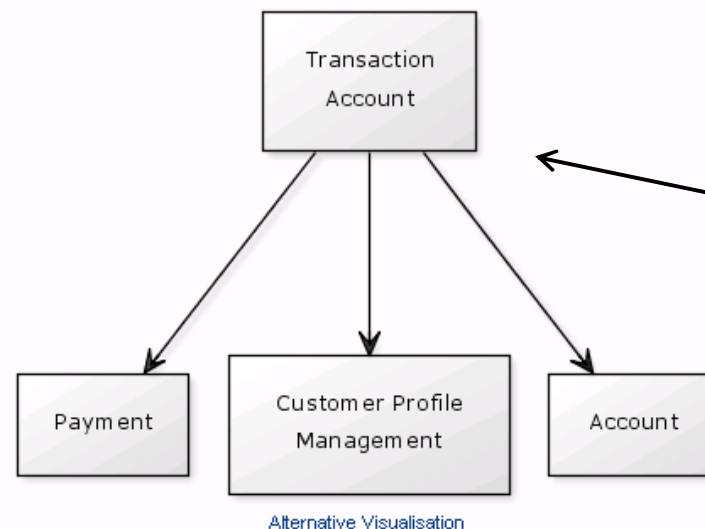 Transaction
Account
Payment
Customer Profile
Management
Account
Alternative Visualisation